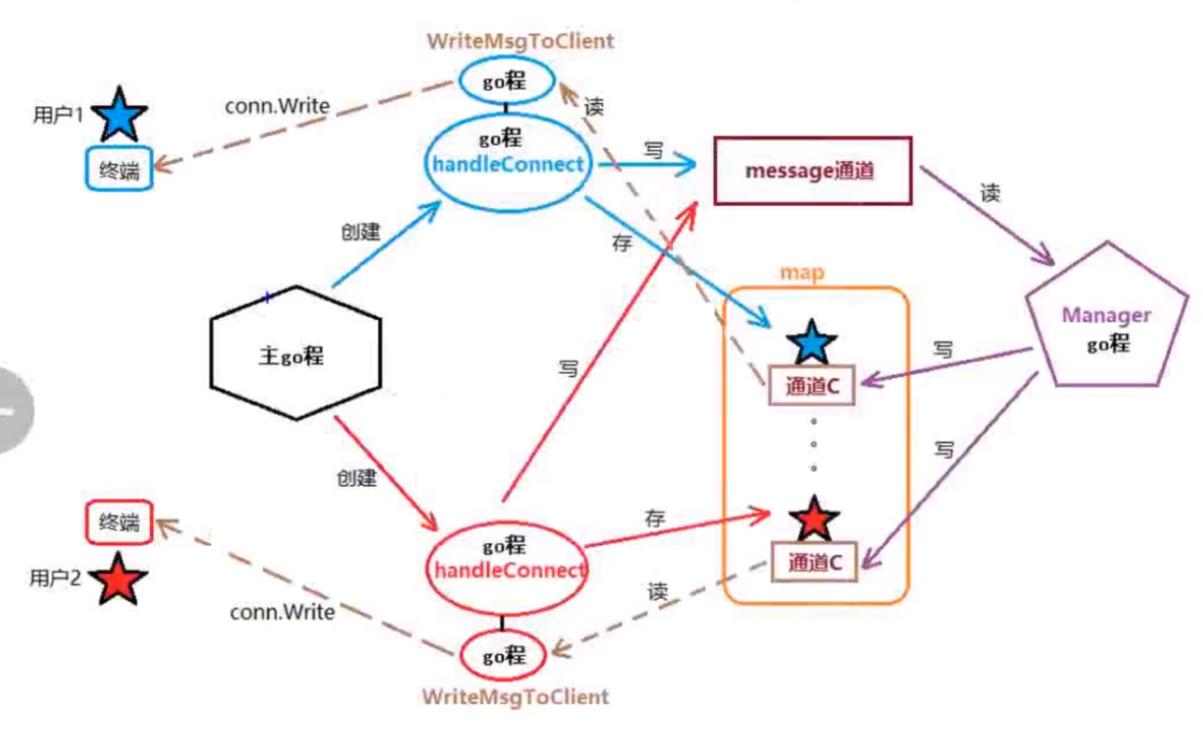 WriteMsgToClient
go程
用户1
conn.Write
读
终端
go程
handleConnect
写
message通道
读
创建
存
map
主go程
Manager
go程
写
通道C
写
写
创建
终端
go程
handleConnect
存
通道C
用户2
conn.Write
读
go程
WriteMsgToClient